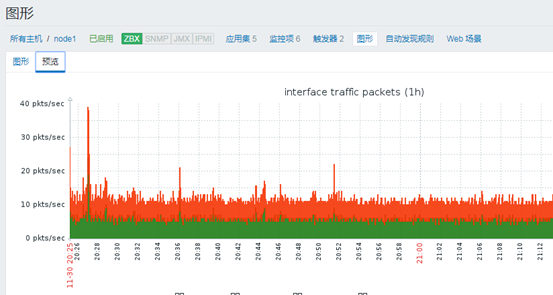 图形
所有主机 / node1 已启用 ZBX SNMP JMX IPMI 应用集 5 监控项 6 触发器 2 图形 自动发现规则 Web 场景
图形 预览
interface traffic packets (1h)
40 pkts/sec
30 pkts/sec
20 pkts/sec
10 pkts/sec
0 pkts/sec
11-30 20:25 20:26 20:28 20:30 20:32 20:34 20:36 20:38 20:40 20:42 20:44 20:46 20:48 20:50 20:52 20:54 20:56 20:58 21:00 21:02 21:04 21:06 21:08 21:10 21:12